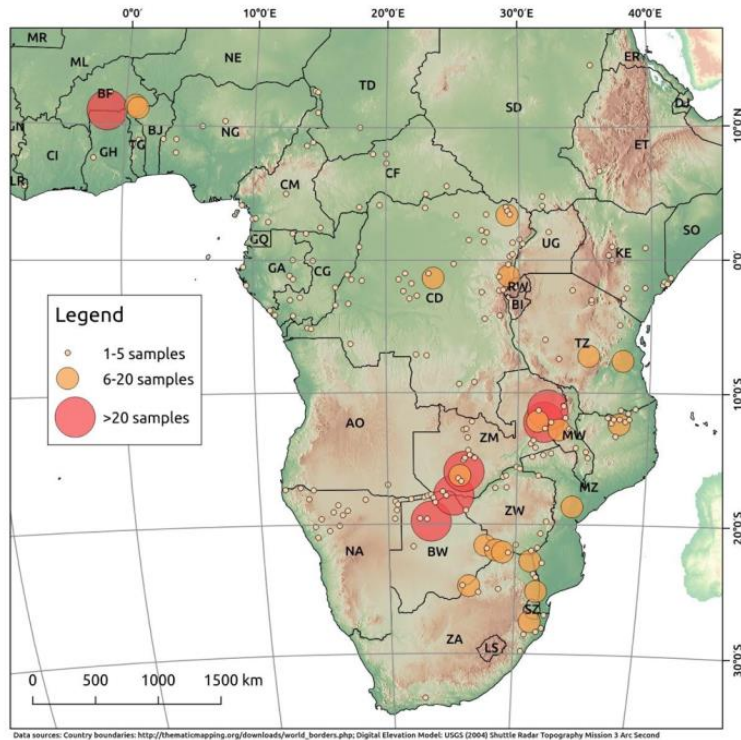 0°0' 10°0'E 20°0'E 30°0'E 40°0'E
MR
ML NE ER
TD
BF SD DJ
10°0'N
BJ NG
CI GH TG ET
LR CF
CM
SO
GQ UG KE
0°0'
GA CG
CD RW
BI
Legend
1-5 samples
TZ
6-20 samples
>20 samples
10°0'S
AO ZM MW
MZ
ZW
20°0'S
NA BW
SZ
ZA LS
30°0'S
0 500 1000 1500 km
Data sources: Country boundaries: http://thematicmapping.org/downloads/world_borders.php; Digital Elevation Model: USGS (2004) Shuttle Radar Topography Mission 3 Arc Second